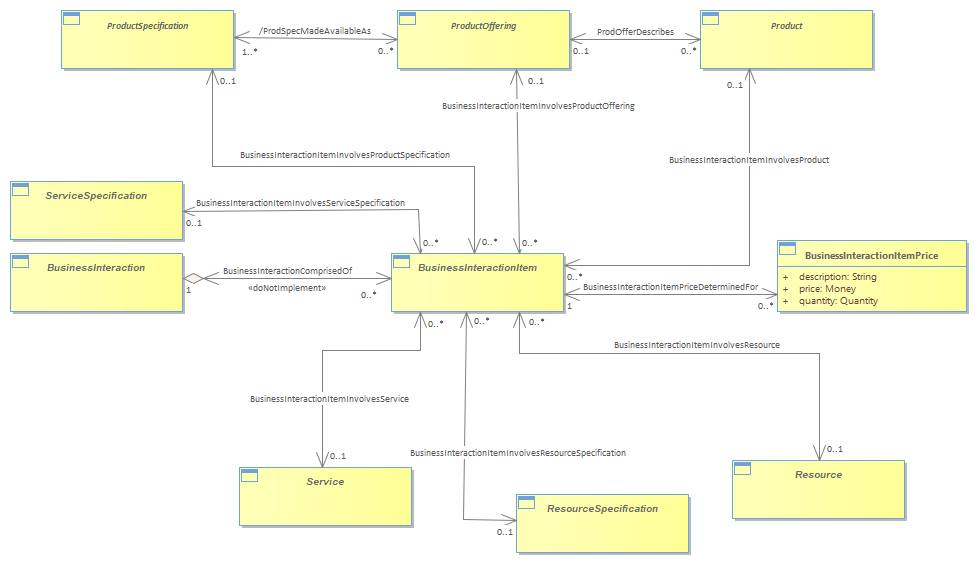 ProductSpecification
ProductOffering
Product
/ProdSpecMadeAvailableAs
ProdOfferDescribes
1..*
0..*
0..1
0..*
0..1
0..1
0..1
BusinessInteractionItemInvolvesProductOffering
BusinessInteractionItemInvolvesProductSpecification
BusinessInteractionItemInvolvesProduct
ServiceSpecification
BusinessInteractionItemInvolvesServiceSpecification
0..1
0..*
0..*
0..*
BusinessInteraction
BusinessInteractionComprisedOf
«doNotImplement»
1
0..*
BusinessInteractionItem
0..*
BusinessInteractionItemPriceDeterminedFor
1
0..*
BusinessInteractionItemPrice
+ description: String
+ price: Money
+ quantity: Quantity
0..*
0..*
0..*
BusinessInteractionItemInvolvesResource
BusinessInteractionItemInvolvesService
BusinessInteractionItemInvolvesResourceSpecification
0..1
0..1
Service
Resource
ResourceSpecification
0..1